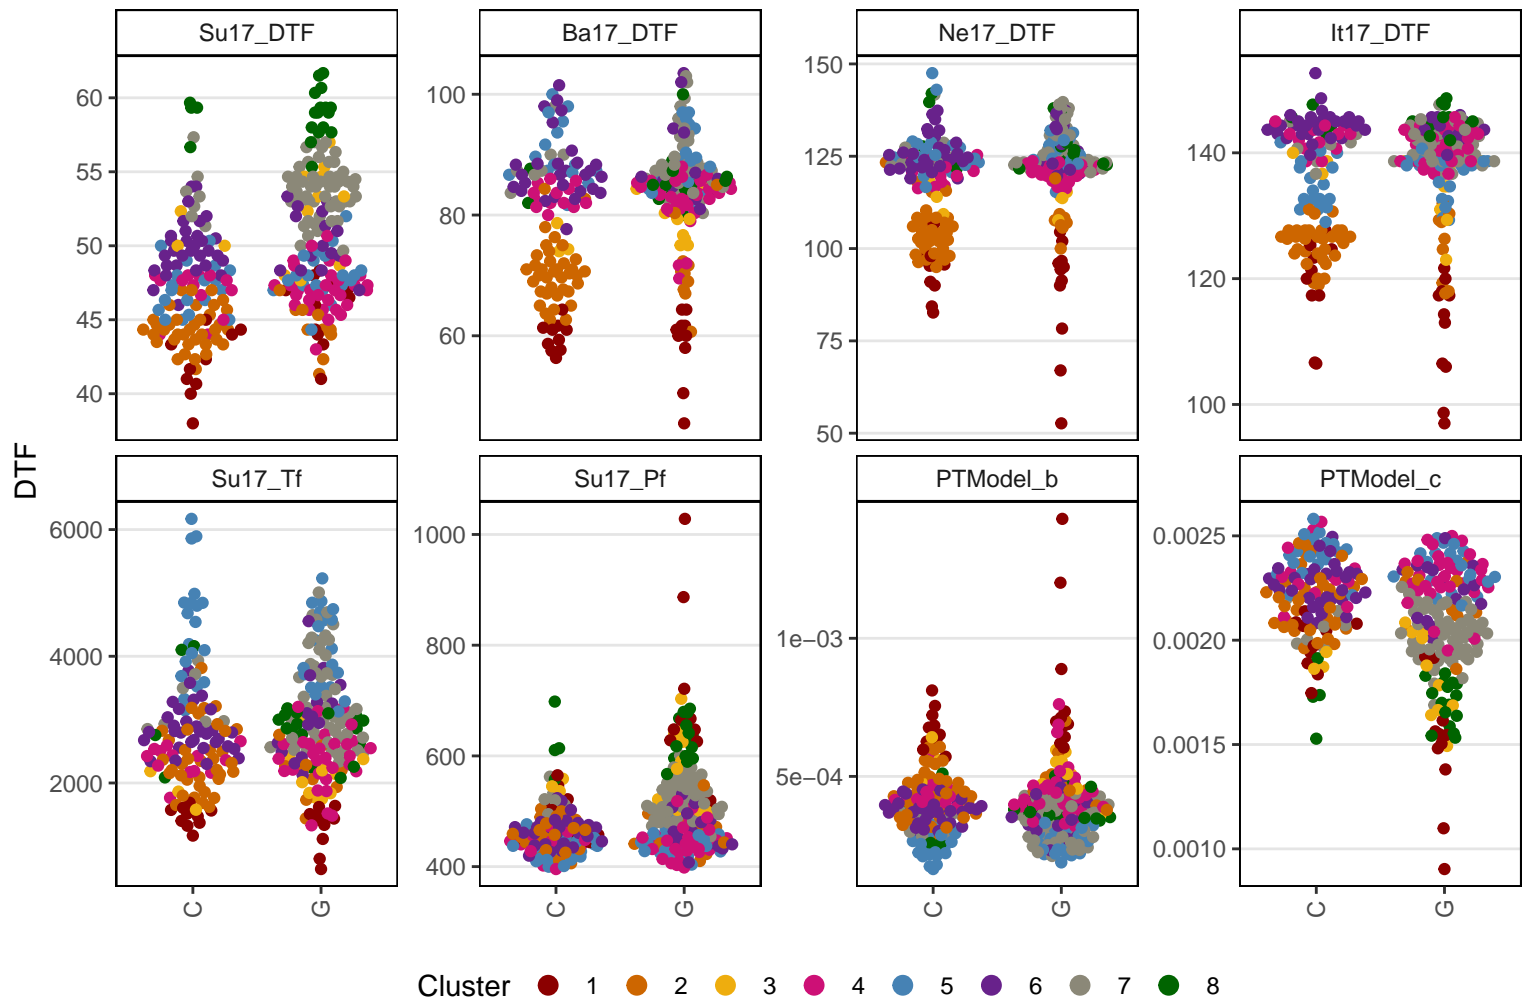 Su17_DTF
Ba17_DTF
Ne17_DTF
It17_DTF
60
55
50
45
40
100
80
60
150
125
100
75
50
140
120
100
DTF
Su17_Tf
Su17_Pf
PTModel_b
PTModel_c
6000
4000
2000
1000
800
600
400
1e−03
5e−04
0.0025
0.0020
0.0015
0.0010
C G
C G
C G
C G
Cluster 1 2 3 4 5 6 7 8